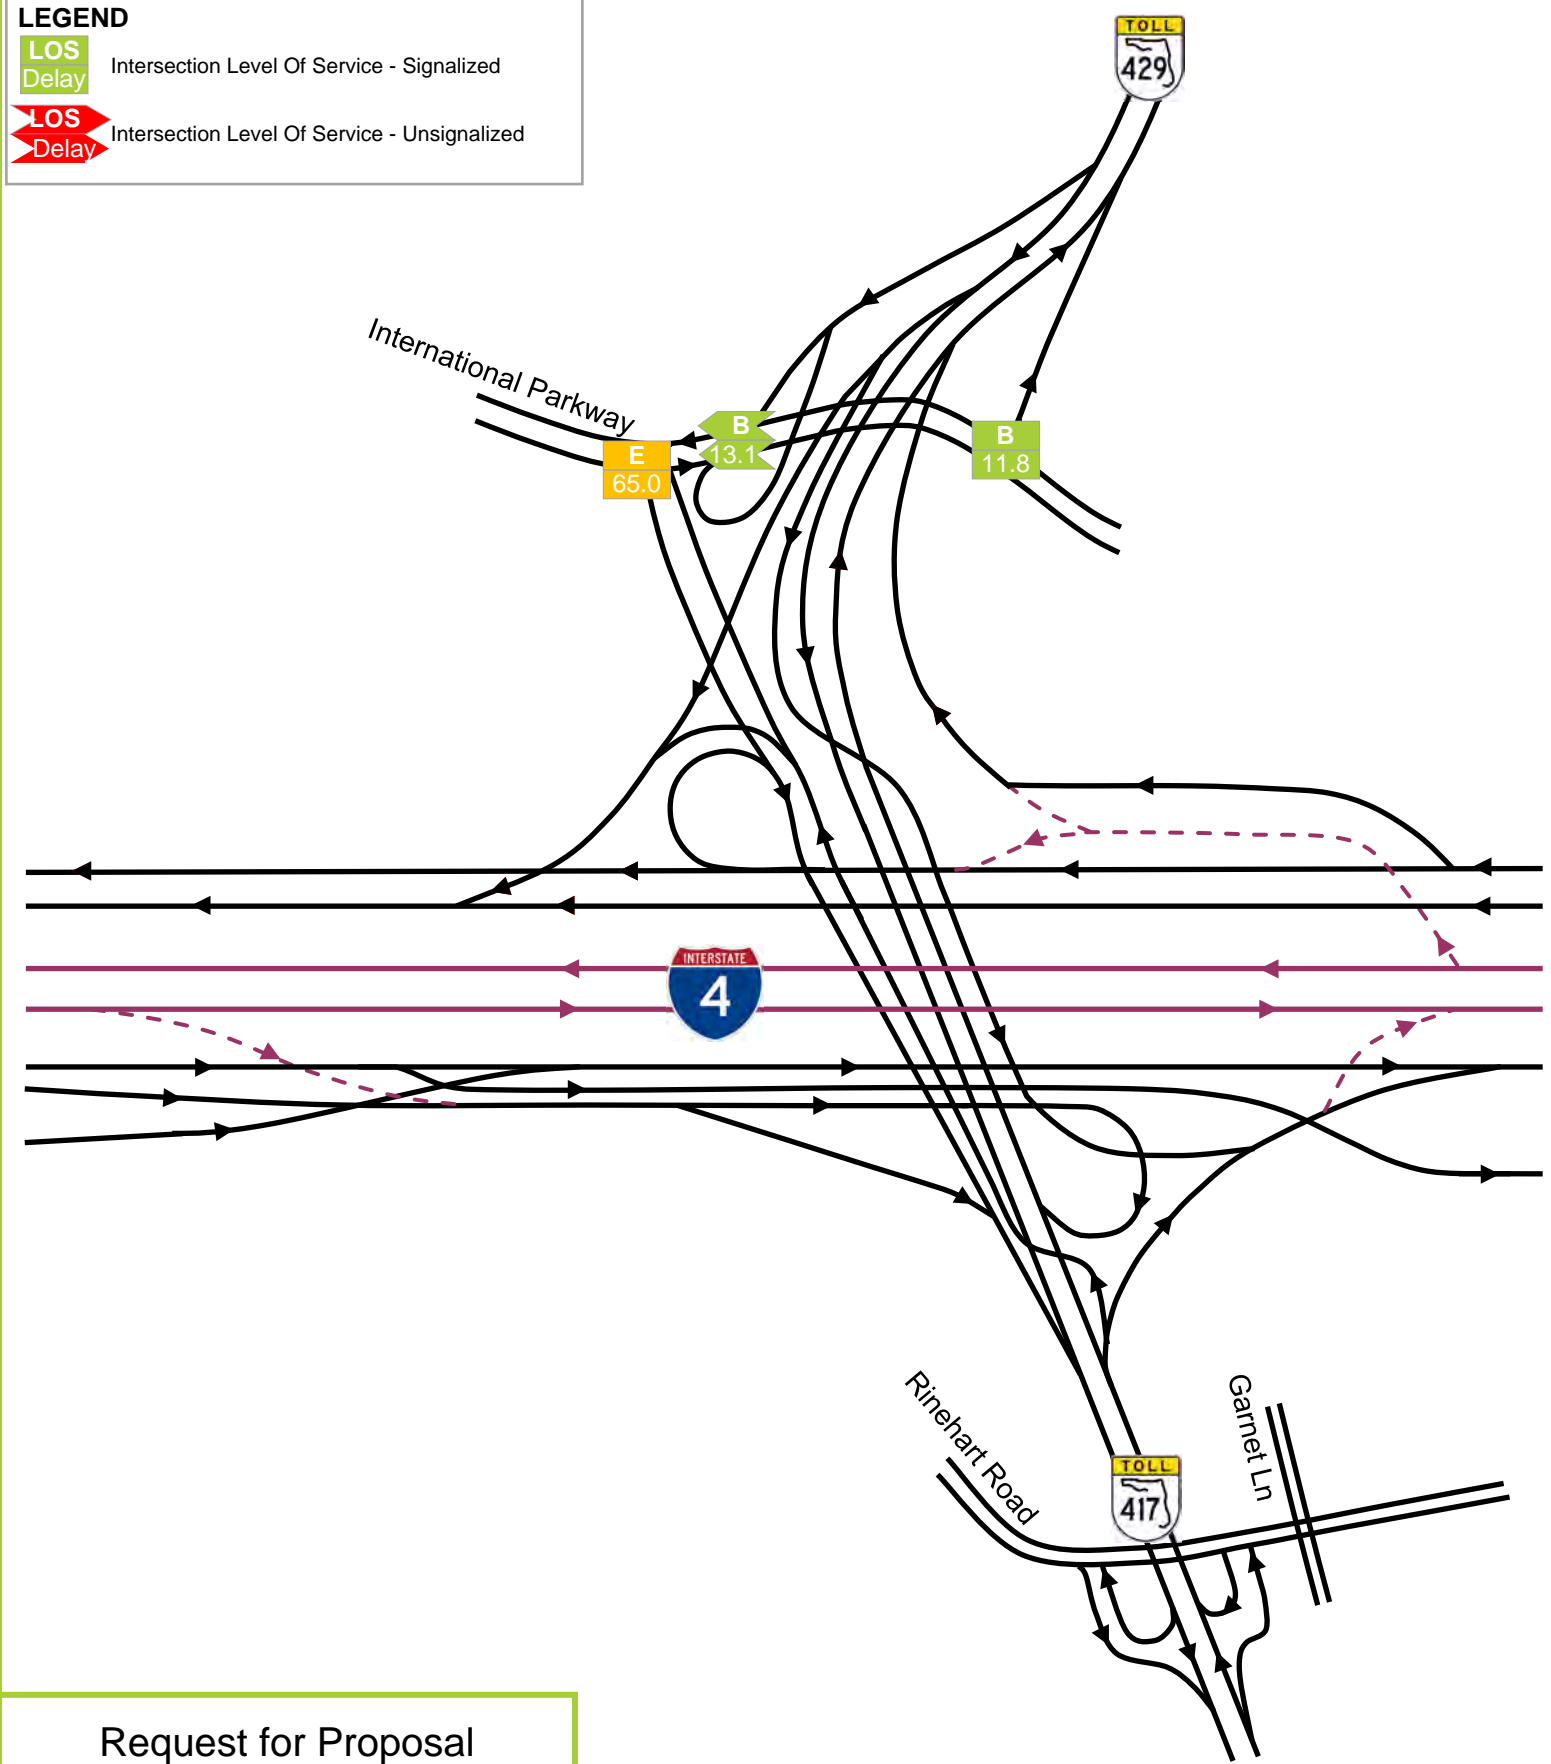 LEGEND
LOS
Delay
Intersection Level Of Service - Signalized
LOS
Delay
Intersection Level Of Service - Unsignalized
TOLL
429
International Parkway
B
13.1
B
11.8
E
65.0
INTERSTATE
4
Rinehart Road
Garnet Ln
TOLL
417
Request for Proposal